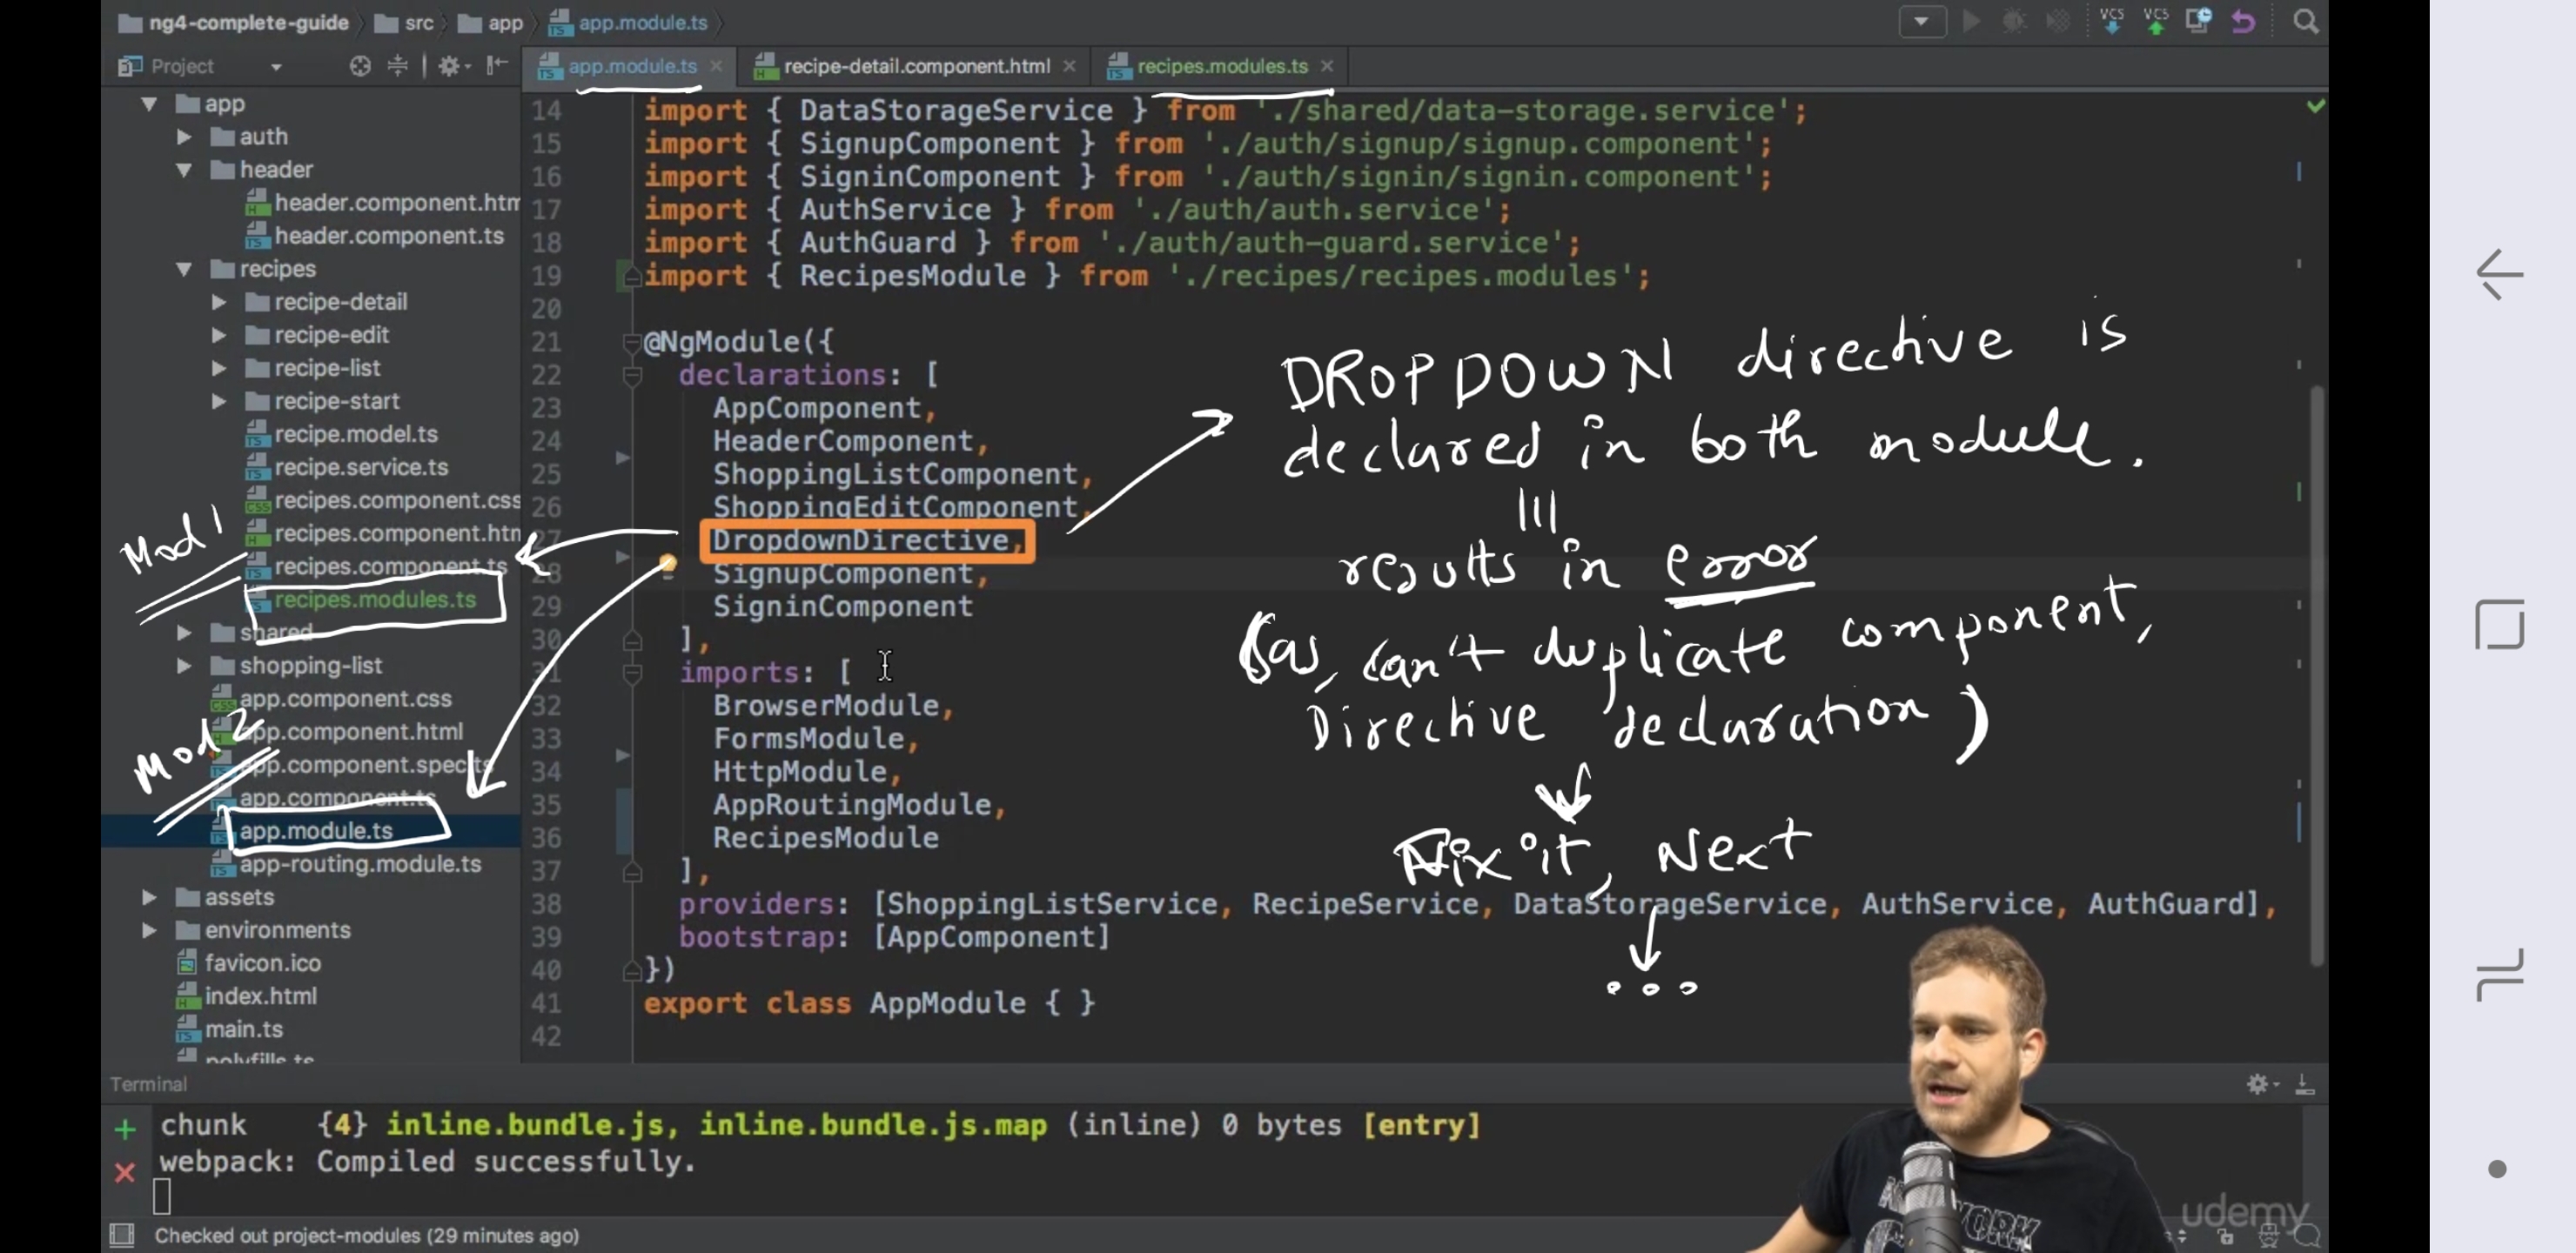 ng4-complete-guide src app app.module.ts
VCS VCS
Project
app.module.ts recipe-detail.component.html recipes.modules.ts
app
auth
header
header.component.htm
header.component.ts
recipes
recipe-detail
recipe-edit
recipe-list
recipe-start
recipe.model.ts
recipe.service.ts
recipes.component.css
recipes.component.htn
recipes.component.ts
recipes.modules.ts
shared
shopping-list
app.component.css
app.component.html
app.component.spec.ts
app.component.ts
app.module.ts
app-routing.module.ts
assets
environments
favicon.ico
index.html
main.ts
polyfills.ts
Mod 1
Mod 2
14 import { DataStorageService } from './shared/data-storage.service';
15 import { SignupComponent } from './auth/signup/signup.component';
16 import { SigninComponent } from './auth/signin/signin.component';
17 import { AuthService } from './auth/auth.service';
18 import { AuthGuard } from './auth/auth-guard.service';
19 import { RecipesModule } from './recipes/recipes.modules';
20
21 @NgModule({
22 declarations: [
23 AppComponent,
24 HeaderComponent,
25 ShoppingListComponent,
26 ShoppingEditComponent,
27 DropdownDirective,
28 SignupComponent,
29 SigninComponent
30 ],
31 imports: [
32 BrowserModule,
33 FormsModule,
34 HttpModule,
35 AppRoutingModule,
36 RecipesModule
37 ],
38 providers: [ShoppingListService, RecipeService, DataStorageService, AuthService, AuthGuard],
39 bootstrap: [AppComponent]
40 })
41 export class AppModule { }
42
DROPDOWN directive is
declared in both module.
results in error
(as, can't duplicate component,
Directive declaration)
Fix it, Next
...
Terminal
chunk {4} inline.bundle.js, inline.bundle.js.map (inline) 0 bytes [entry]
webpack: Compiled successfully.
Checked out project-modules (29 minutes ago)
udemy